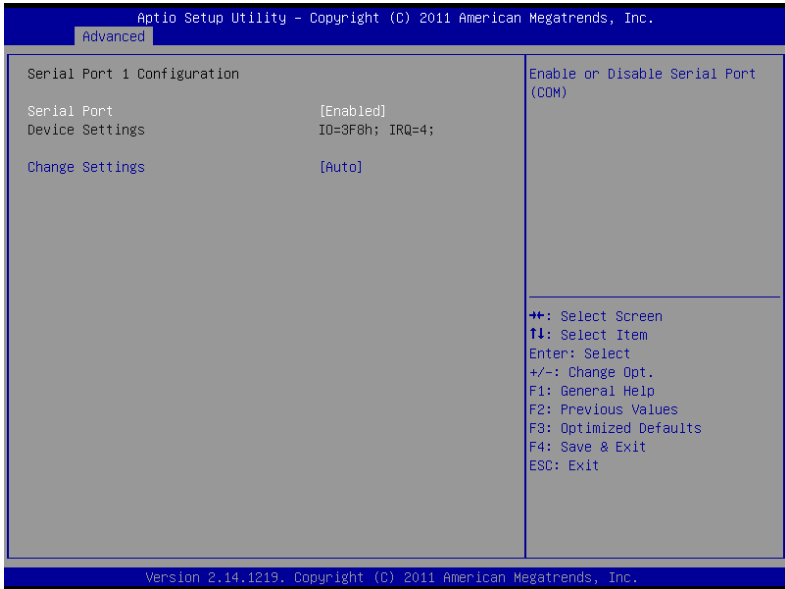 Aptio Setup Utility – Copyright (C) 2011 American Megatrends, Inc.
Advanced
Serial Port 1 Configuration
Serial Port [Enabled]
Device Settings IO=3F8h; IRQ=4;
Change Settings [Auto]
Enable or Disable Serial Port
(COM)
→←: Select Screen
↑↓: Select Item
Enter: Select
+/-: Change Opt.
F1: General Help
F2: Previous Values
F3: Optimized Defaults
F4: Save & Exit
ESC: Exit
Version 2.14.1219. Copyright (C) 2011 American Megatrends, Inc.